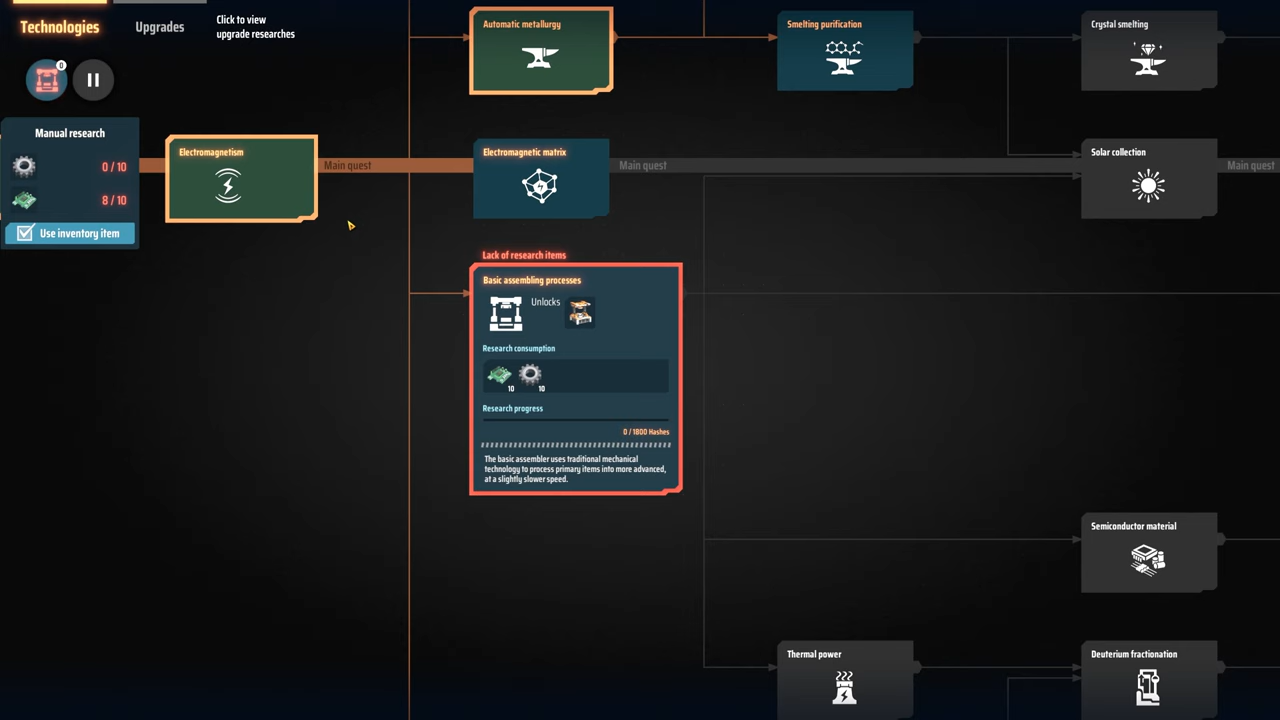 Technologies
Upgrades
Click to view
upgrade researches
0
Manual research
0 / 10
8 / 10
Use inventory item
Electromagnetism
Main quest
Automatic metallurgy
Smelting purification
Crystal smelting
Electromagnetic matrix
Main quest
Solar collection
Main quest
Lack of research items
Basic assembling processes
Unlocks
Research consumption
10
10
Research progress
0 / 1800 Hashes
The basic assembler uses traditional mechanical
technology to process primary items into more advanced,
at a slightly slower speed.
Semiconductor material
Thermal power
Deuterium fractionation